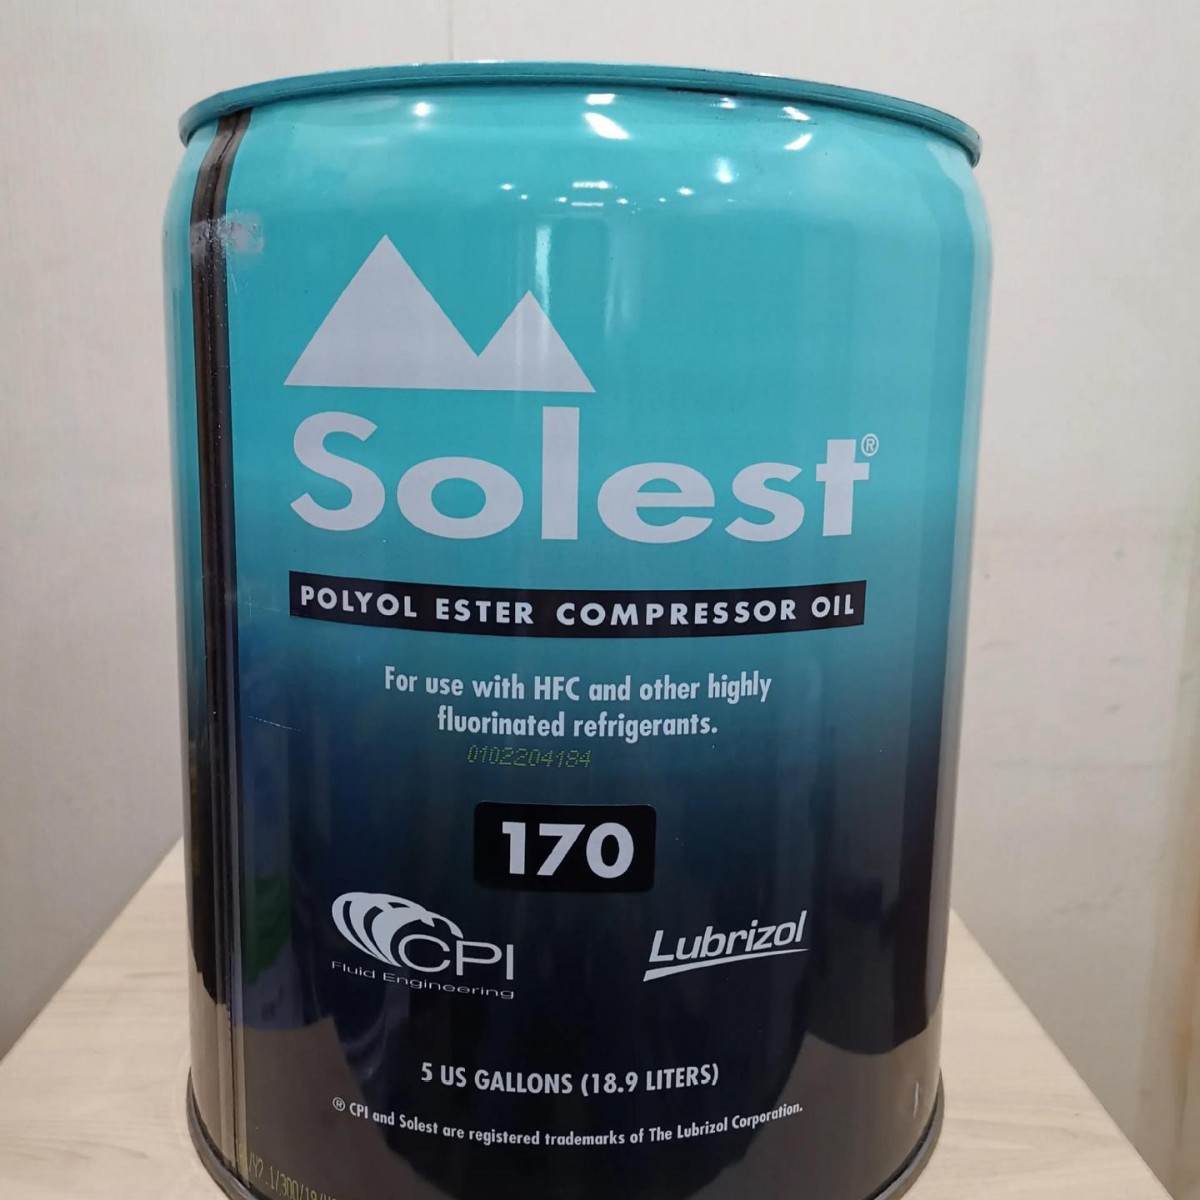 Solest®
POLYOL ESTER COMPRESSOR OIL
For use with HFC and other highly
fluorinated refrigerants.
0102204184
170
CPI
Fluid Engineering
Lubrizol
5 US GALLONS (18.9 LITERS)
® CPI and Solest are registered trademarks of The Lubrizol Corporation.